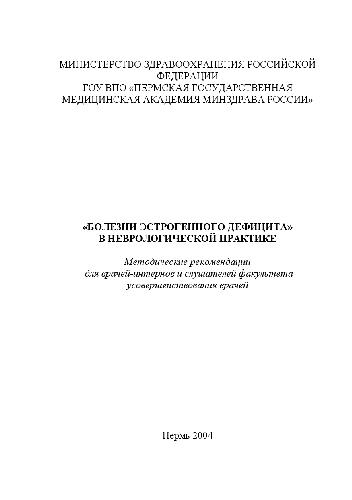 МИНИСТЕРСТВО ЗДРАВООХРАНЕНИЯ РОССИЙСКОЙ
ФЕДЕРАЦИИ
ГОУ ВПО «ПЕРМСКАЯ ГОСУДАРСТВЕННАЯ
МЕДИЦИНСКАЯ АКАДЕМИЯ МИНЗДРАВА РОССИИ»
«БОЛЕЗНИ ЭСТРОГЕННОГО ДЕФИЦИТА»
В НЕВРОЛОГИЧЕСКОЙ ПРАКТИКЕ
Методические рекомендации
для врачей-интернов и слушателей факультета
усовершенствования врачей
Пермь 2004